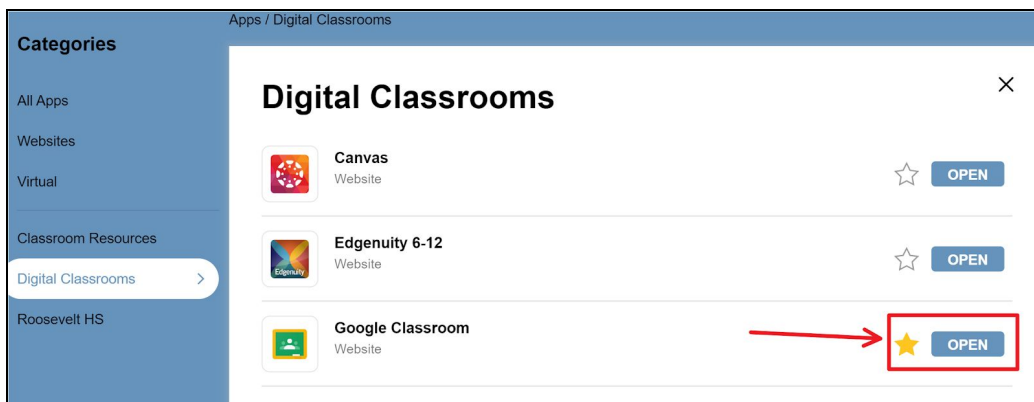 Apps / Digital Classrooms
Categories
All Apps
Websites
Virtual
Classroom Resources
Digital Classrooms
Roosevelt HS
Digital Classrooms
Canvas
Website
OPEN
Edgenuity
Edgenuity 6-12
Website
OPEN
Google Classroom
Website
OPEN